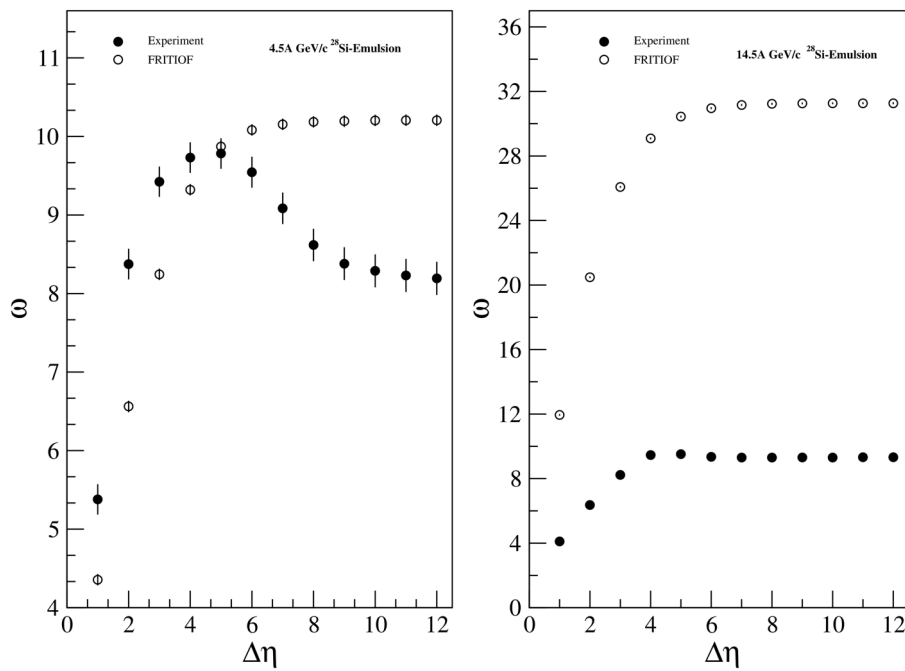 Experiment
FRITIOF
4.5A GeV/c ²⁸Si-Emulsion
11
10
9
8
7
6
5
4
ω
0 2 4 6 8 10 12
Δη
Experiment
FRITIOF
14.5A GeV/c ²⁸Si-Emulsion
36
32
28
24
20
16
12
8
4
0
ω
0 2 4 6 8 10 12
Δη